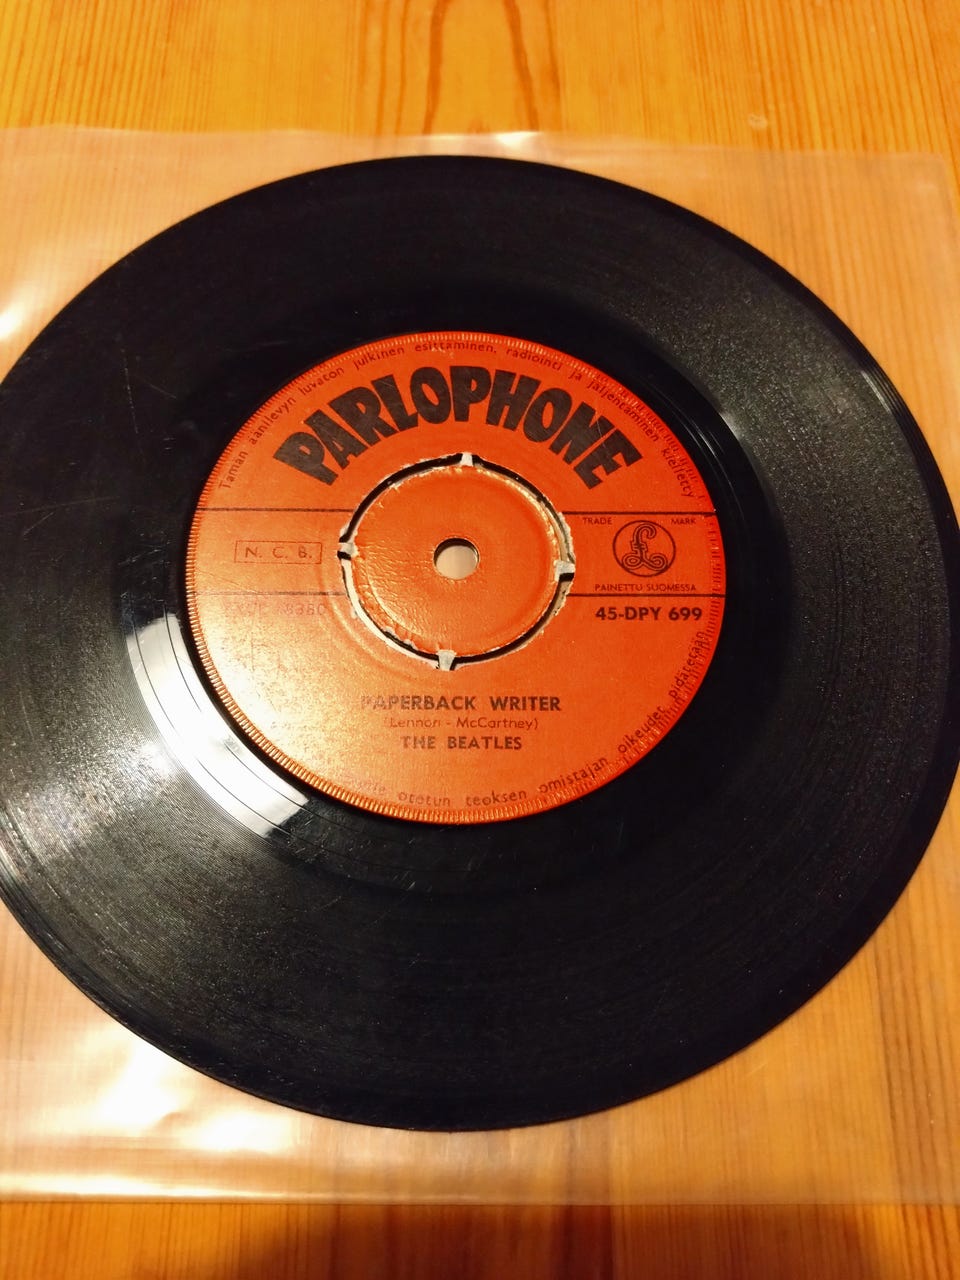 Tämän äänilevyn luvaton julkinen esittäminen, radiointi ja jäljentäminen kielletty
PARLOPHONE
TRADE MARK
N. C. B.
£
PAINETTU SUOMESSA
45-DPY 699
PAPERBACK WRITER
(Lennon - McCartney)
THE BEATLES
otetun teoksen omistajan oikeudet pidätetään